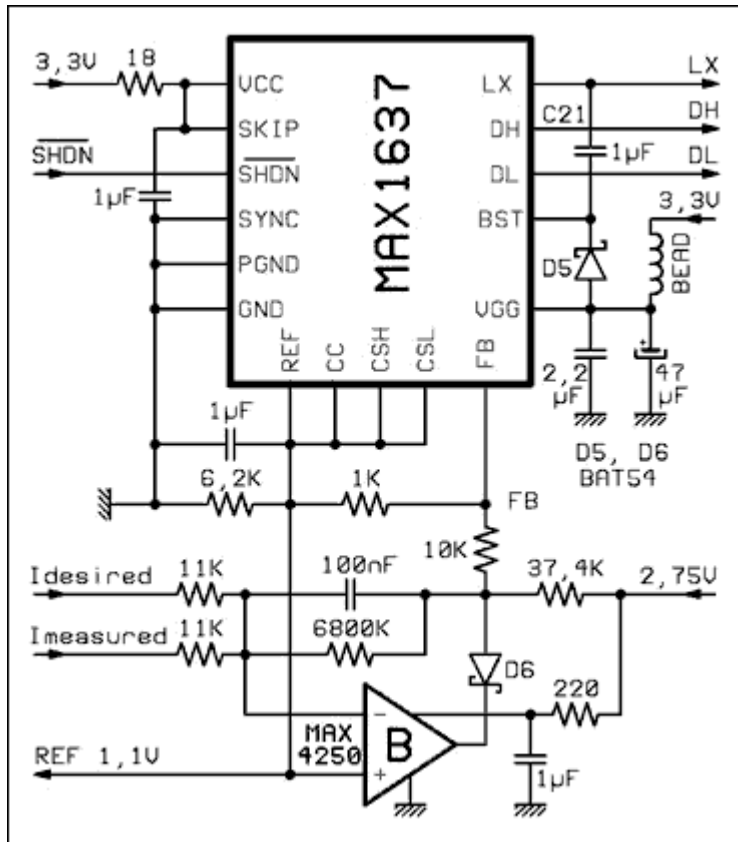 3,3V
18
VCC
LX
LX
SKIP
DH
C21
DH
SHDN
SHDN
DL
1µF
DL
1µF
SYNC
BST
3,3V
PGND
D5
BEAD
GND
VGG
MAX1637
REF
CC
CSH
CSL
FB
2,2
µF
47
µF
+
1µF
D5, D6
BAT54
6,2K
1K
FB
10K
Idesired
11K
100nF
37,4K
2,75V
Imeasured
11K
6800K
D6
220
MAX
4250
B
-
+
REF 1,1V
1µF